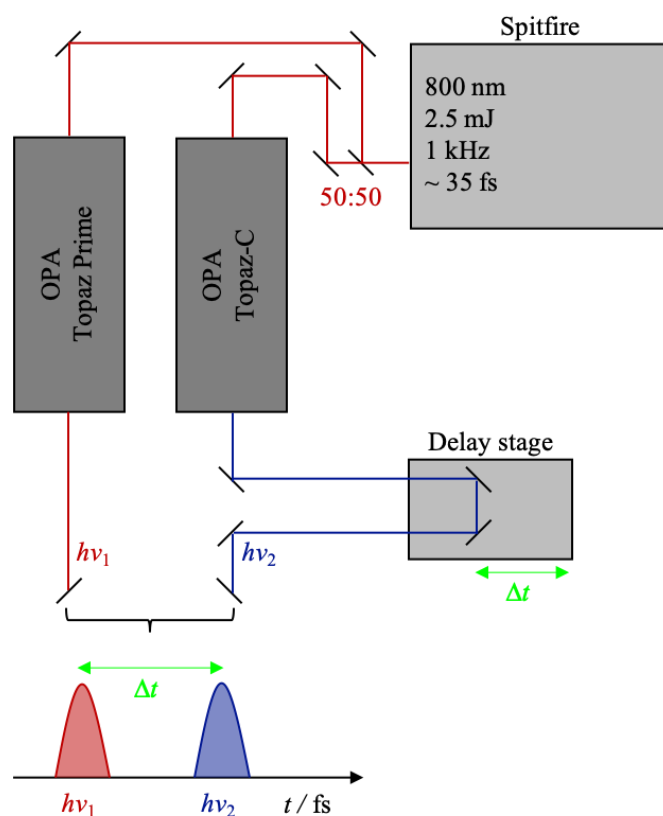 Spitfire
800 nm
2.5 mJ
1 kHz
~ 35 fs
50:50
OPA
Topaz Prime
OPA
Topaz-C
Delay stage
hν₁
hν₂
Δt
Δt
hν₁
hν₂
t / fs